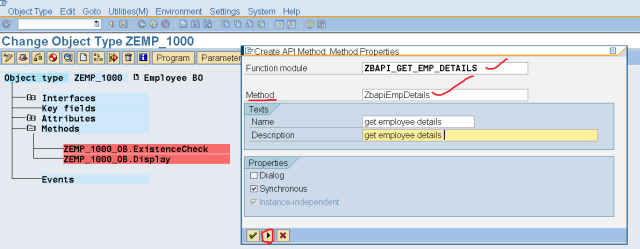 Object Type Edit Goto Utilities(M) Environment Settings System Help
Change Object Type ZEMP_1000
Program Parameter
Object type ZEMP_1000 Employee BO
Interfaces
Key fields
Attributes
Methods
ZEMP_1000_OB.ExistenceCheck
ZEMP_1000_OB.Display
Events
Create API Method: Method Properties
Function module ZBAPI_GET_EMP_DETAILS
Method ZbapiEmpDetails
Texts
Name get employee details
Description get employee details
Properties
Dialog
Synchronous
Instance-independent